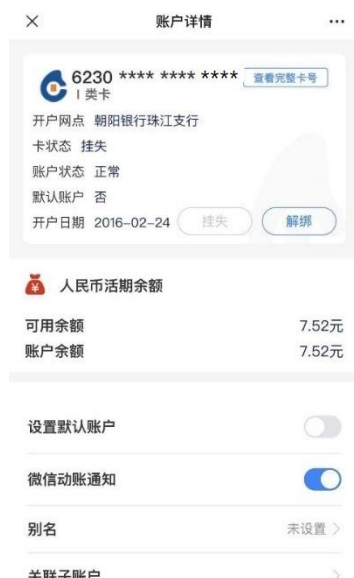 账户详情
6230 **** **** **** 查看完整卡号
I 类卡
开户网点 朝阳银行珠江支行
卡状态 挂失
账户状态 正常
默认账户 否
开户日期 2016-02-24 挂失 解绑
人民币活期余额
可用余额 7.52元
账户余额 7.52元
设置默认账户
微信动账通知
别名 未设置
关联子账户